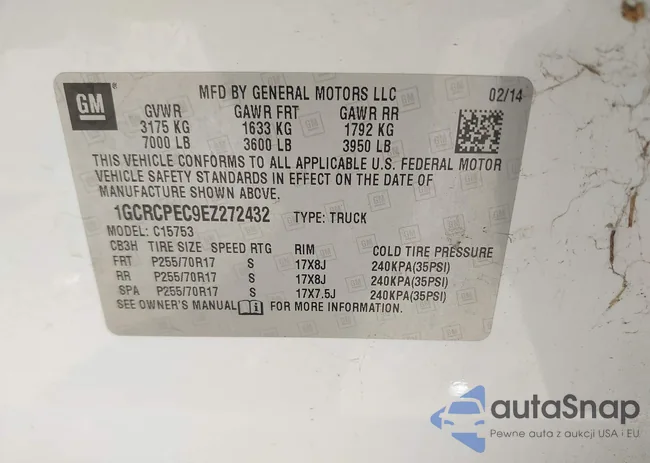 GM
MFD BY GENERAL MOTORS LLC 02/14
GVWR GAWR FRT GAWR RR
3175 KG 1633 KG 1792 KG
7000 LB 3600 LB 3950 LB
THIS VEHICLE CONFORMS TO ALL APPLICABLE U.S. FEDERAL MOTOR
VEHICLE SAFETY STANDARDS IN EFFECT ON THE DATE OF
MANUFACTURE SHOWN ABOVE.
1GCRCPEC9EZ272432 TYPE: TRUCK
MODEL: C15753
CB3H TIRE SIZE SPEED RTG RIM COLD TIRE PRESSURE
FRT P255/70R17 S 17X8J 240KPA(35PSI)
RR P255/70R17 S 17X8J 240KPA(35PSI)
SPA P255/70R17 S 17X7.5J 240KPA(35PSI)
SEE OWNER'S MANUAL FOR MORE INFORMATION.
autaSnap
Pewne auta z aukcji USA i EU